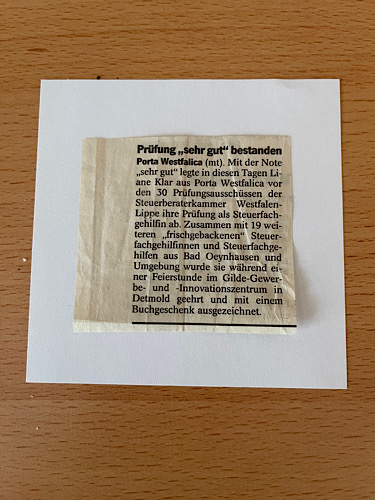 Prüfung „sehr gut“ bestanden
Porta Westfalica (mt). Mit der Note
„sehr gut“ legte in diesen Tagen Li-
ane Klar aus Porta Westfalica vor
den 30 Prüfungsausschüssen der
Steuerberaterkammer Westfalen-
Lippe ihre Prüfung als Steuerfach-
gehilfin ab. Zusammen mit 19 wei-
teren „frischgebackenen“ Steuer-
fachgehilfinnen und Steuerfachge-
hilfen aus Bad Oeynhausen und
Umgebung wurde sie während ei-
ner Feierstunde im Gilde-Gewer-
be- und -Innovationszentrum in
Detmold geehrt und mit einem
Buchgeschenk ausgezeichnet.